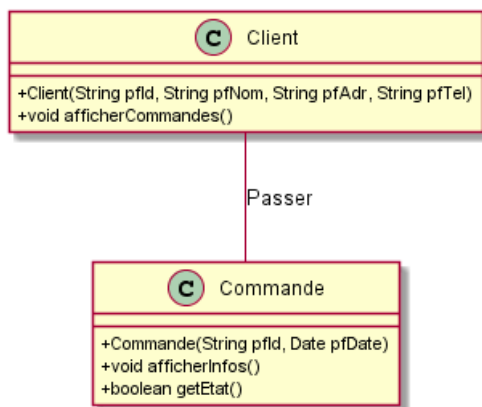 C Client
+Client(String pfId, String pfNom, String pfAdr, String pfTel)
+void afficherCommandes()
Passer
C Commande
+Commande(String pfId, Date pfDate)
+void afficherInfos()
+boolean getEtat()